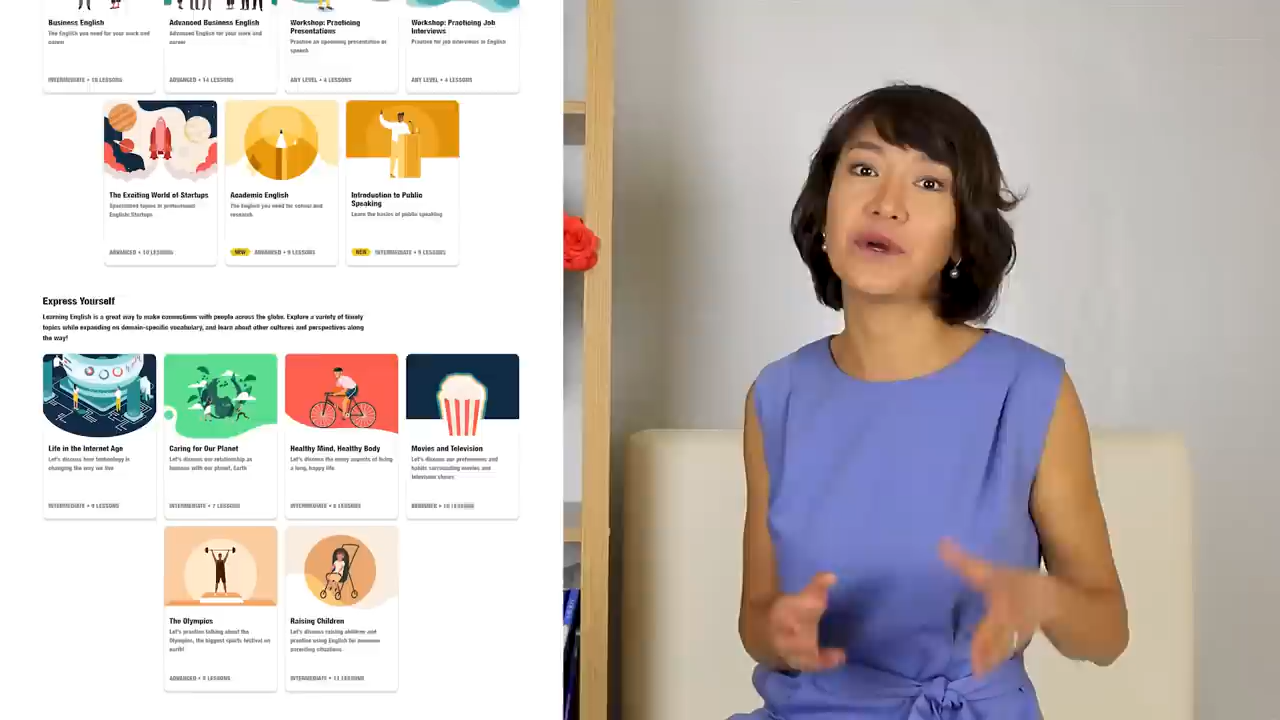 Business English
The English you need for your work and
career
INTERMEDIATE • 18 LESSONS
Advanced Business English
Advanced English for your work and
career
ADVANCED • 14 LESSONS
Workshop: Practicing
Presentations
Practice an upcoming presentation or
speech
ANY LEVEL • 4 LESSONS
Workshop: Practicing Job
Interviews
Practice for job interviews in English
ANY LEVEL • 4 LESSONS
The Exciting World of Startups
Specialized topics in professional
English: Startups
ADVANCED • 10 LESSONS
Academic English
The English you need for school and
research.
NEW ADVANCED • 9 LESSONS
Introduction to Public
Speaking
Learn the basics of public speaking
NEW INTERMEDIATE • 9 LESSONS
Express Yourself
Learning English is a great way to make connections with people across the globe. Explore a variety of timely
topics while expanding on domain-specific vocabulary, and learn about other cultures and perspectives along
the way!
Life in the Internet Age
Let's discuss how technology is
changing the way we live
INTERMEDIATE • 9 LESSONS
Caring for Our Planet
Let's discuss our relationship as
humans with our planet, Earth
INTERMEDIATE • 7 LESSONS
Healthy Mind, Healthy Body
Let's discuss the many aspects of living
a long, happy life
INTERMEDIATE • 8 LESSONS
Movies and Television
Let's discuss our preferences and
habits surrounding movies and
television shows
BEGINNER • 10 LESSONS
The Olympics
Let's practice talking about the
Olympics, the biggest sports festival on
earth!
ADVANCED • 8 LESSONS
Raising Children
Let's discuss raising children and
practice using English for common
parenting situations
INTERMEDIATE • 11 LESSONS